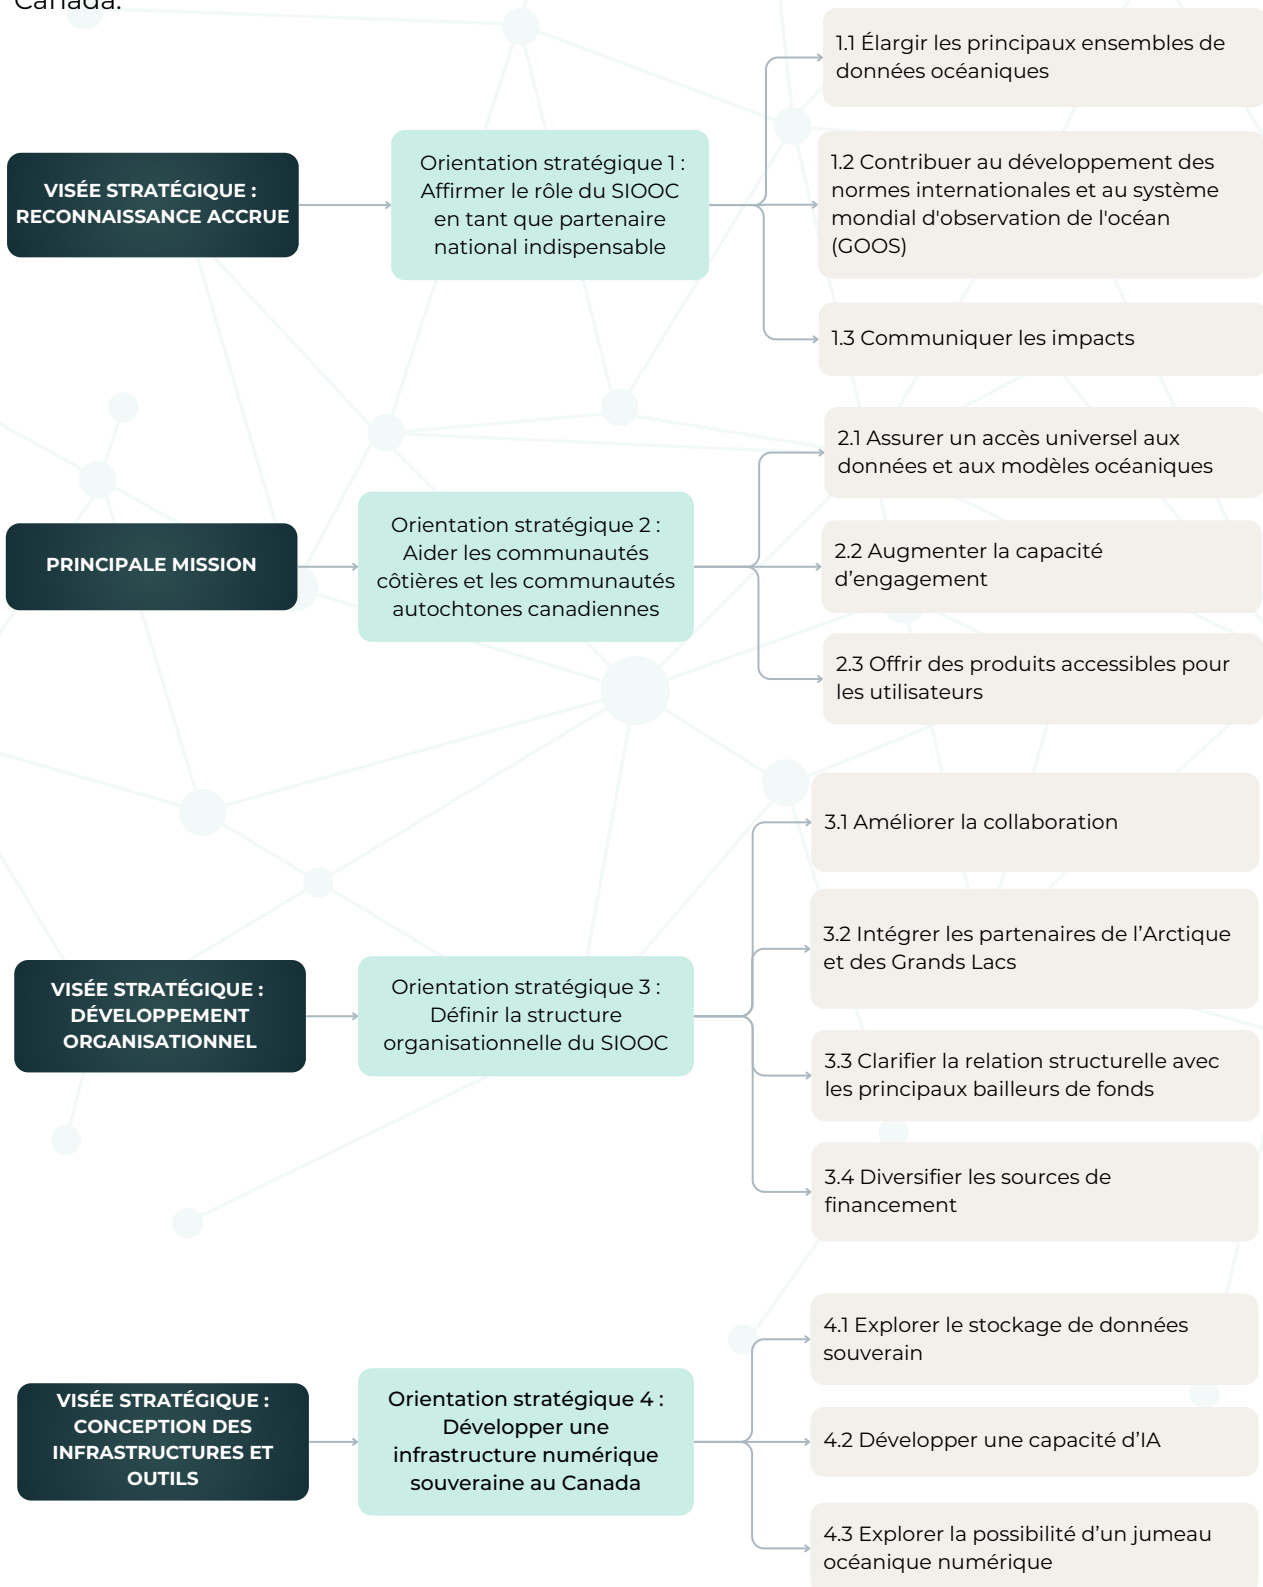 Canada.
VISÉE STRATÉGIQUE :
RECONNAISSANCE ACCRUE
Orientation stratégique 1 :
Affirmer le rôle du SIOOC
en tant que partenaire
national indispensable
1.1 Élargir les principaux ensembles de
données océaniques
1.2 Contribuer au développement des
normes internationales et au système
mondial d'observation de l'océan
(GOOS)
1.3 Communiquer les impacts
PRINCIPALE MISSION
Orientation stratégique 2 :
Aider les communautés
côtières et les communautés
autochtones canadiennes
2.1 Assurer un accès universel aux
données et aux modèles océaniques
2.2 Augmenter la capacité
d’engagement
2.3 Offrir des produits accessibles pour
les utilisateurs
VISÉE STRATÉGIQUE :
DÉVELOPPEMENT
ORGANISATIONNEL
Orientation stratégique 3 :
Définir la structure
organisationnelle du SIOOC
3.1 Améliorer la collaboration
3.2 Intégrer les partenaires de l’Arctique
et des Grands Lacs
3.3 Clarifier la relation structurelle avec
les principaux bailleurs de fonds
3.4 Diversifier les sources de
financement
VISÉE STRATÉGIQUE :
CONCEPTION DES
INFRASTRUCTURES ET
OUTILS
Orientation stratégique 4 :
Développer une
infrastructure numérique
souveraine au Canada
4.1 Explorer le stockage de données
souverain
4.2 Développer une capacité d’IA
4.3 Explorer la possibilité d’un jumeau
océanique numérique